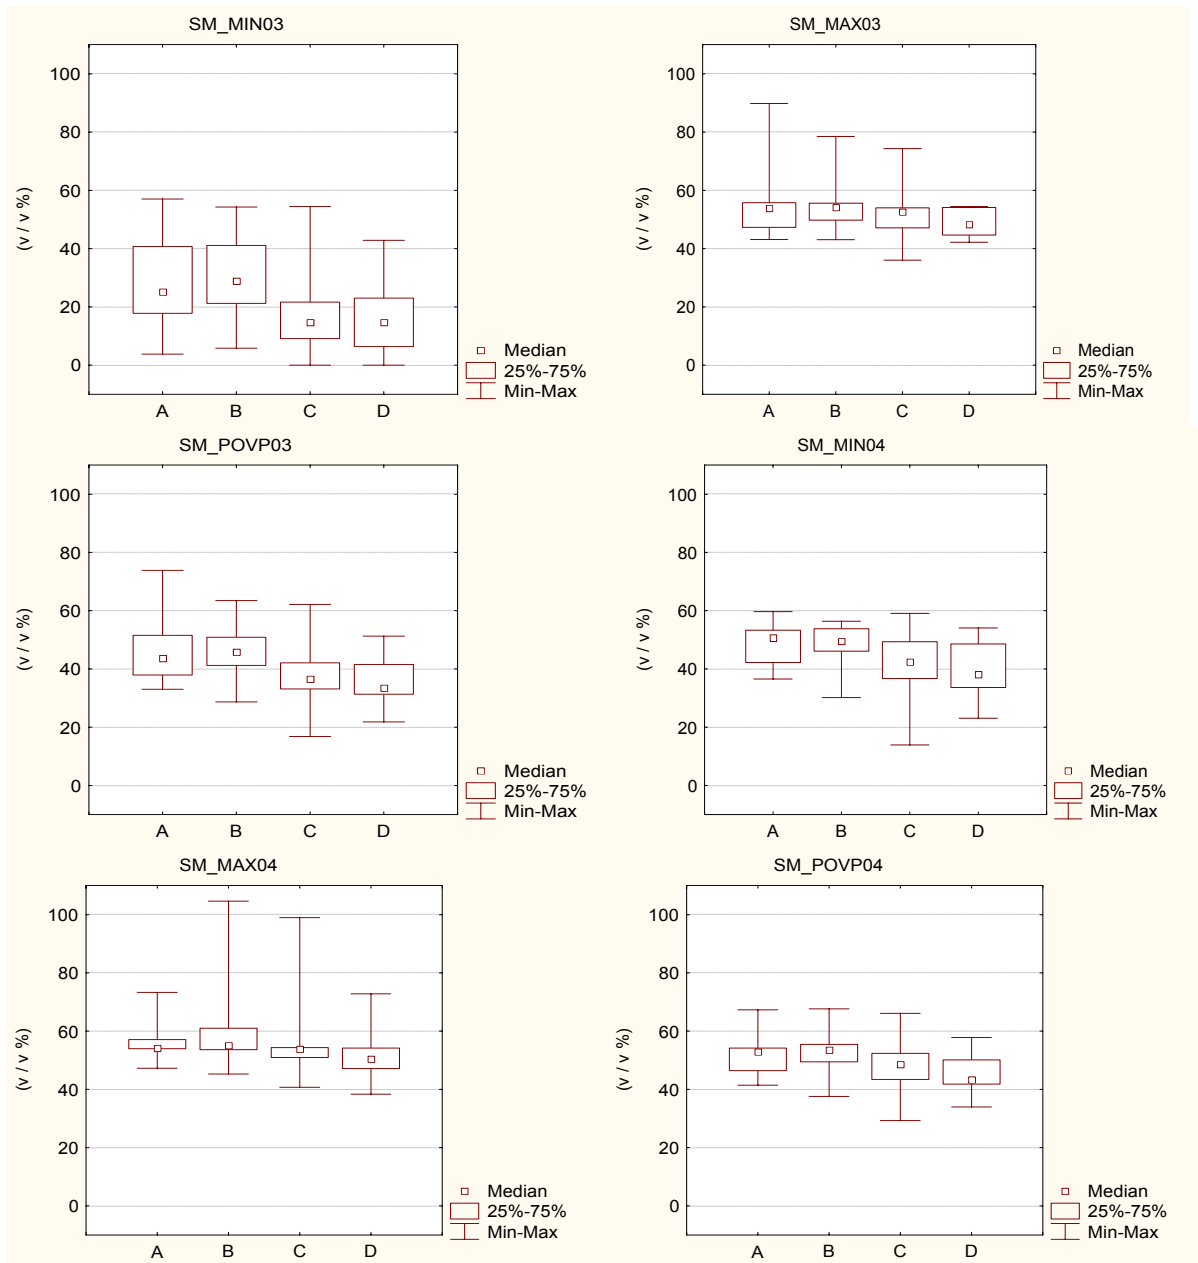 SM_MIN03
100
80
60
40
20
0
(v / v %)
A B C D
Median
25%-75%
Min-Max
SM_MAX03
100
80
60
40
20
0
(v / v %)
A B C D
Median
25%-75%
Min-Max
SM_POVP03
100
80
60
40
20
0
(v / v %)
A B C D
Median
25%-75%
Min-Max
SM_MIN04
100
80
60
40
20
0
(v / v %)
A B C D
Median
25%-75%
Min-Max
SM_MAX04
100
80
60
40
20
0
(v / v %)
A B C D
Median
25%-75%
Min-Max
SM_POVP04
100
80
60
40
20
0
(v / v %)
A B C D
Median
25%-75%
Min-Max